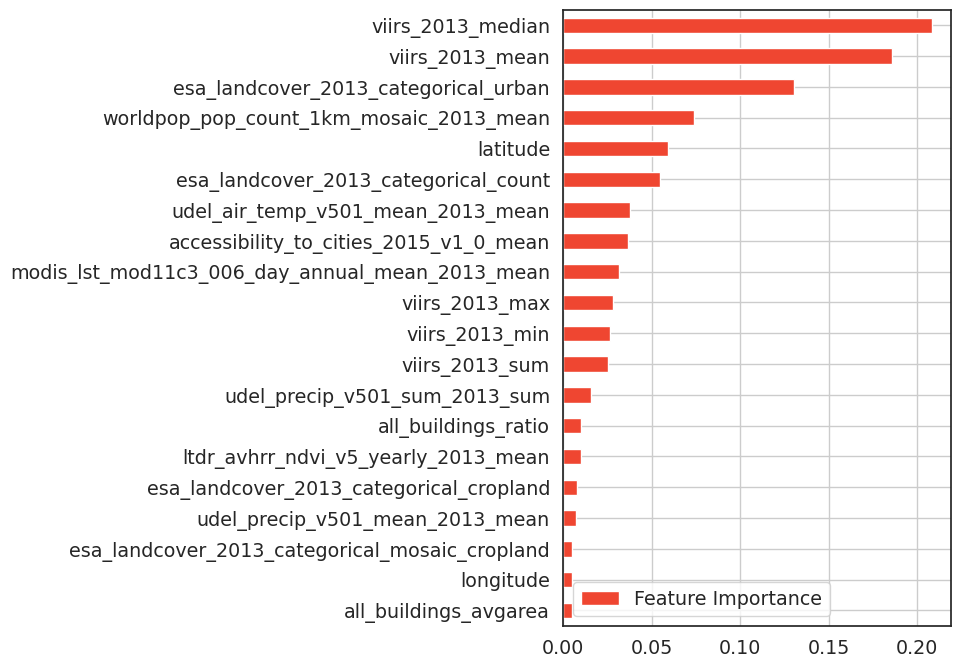 viirs_2013_median
viirs_2013_mean
esa_landcover_2013_categorical_urban
worldpop_pop_count_1km_mosaic_2013_mean
latitude
esa_landcover_2013_categorical_count
udel_air_temp_v501_mean_2013_mean
accessibility_to_cities_2015_v1_0_mean
modis_lst_mod11c3_006_day_annual_mean_2013_mean
viirs_2013_max
viirs_2013_min
viirs_2013_sum
udel_precip_v501_sum_2013_sum
all_buildings_ratio
ltdr_avhrr_ndvi_v5_yearly_2013_mean
esa_landcover_2013_categorical_cropland
udel_precip_v501_mean_2013_mean
esa_landcover_2013_categorical_mosaic_cropland
longitude
all_buildings_avgarea
Feature Importance
0.00 0.05 0.10 0.15 0.20